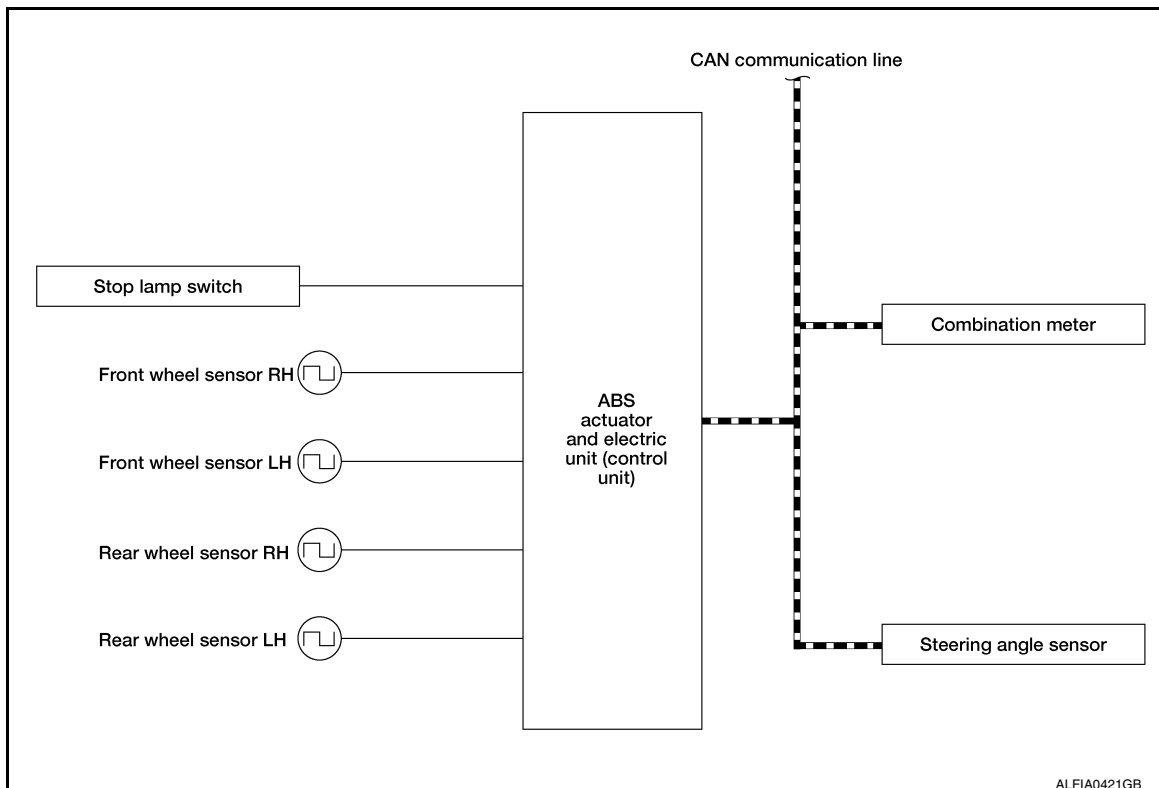 CAN communication line
Stop lamp switch
Front wheel sensor RH
Front wheel sensor LH
Rear wheel sensor RH
Rear wheel sensor LH
ABS
actuator
and electric
unit (control
unit)
Combination meter
Steering angle sensor
ALFIA0421GB